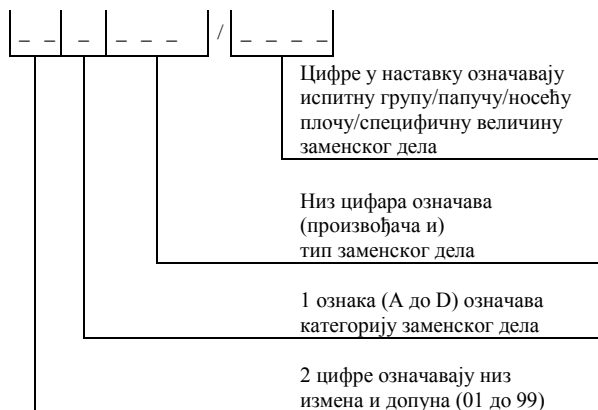 _ _ _ _ _ _ / _ _ _ _
Цифре у наставку означавају
испитну групу/папучу/носећу
плочу/специфичну величину
заменског дела
Низ цифара означава
(произвођача и)
тип заменског дела
1 ознака (A до D) означава
категорију заменског дела
2 цифре означавају низ
измена и допуна (01 до 99)